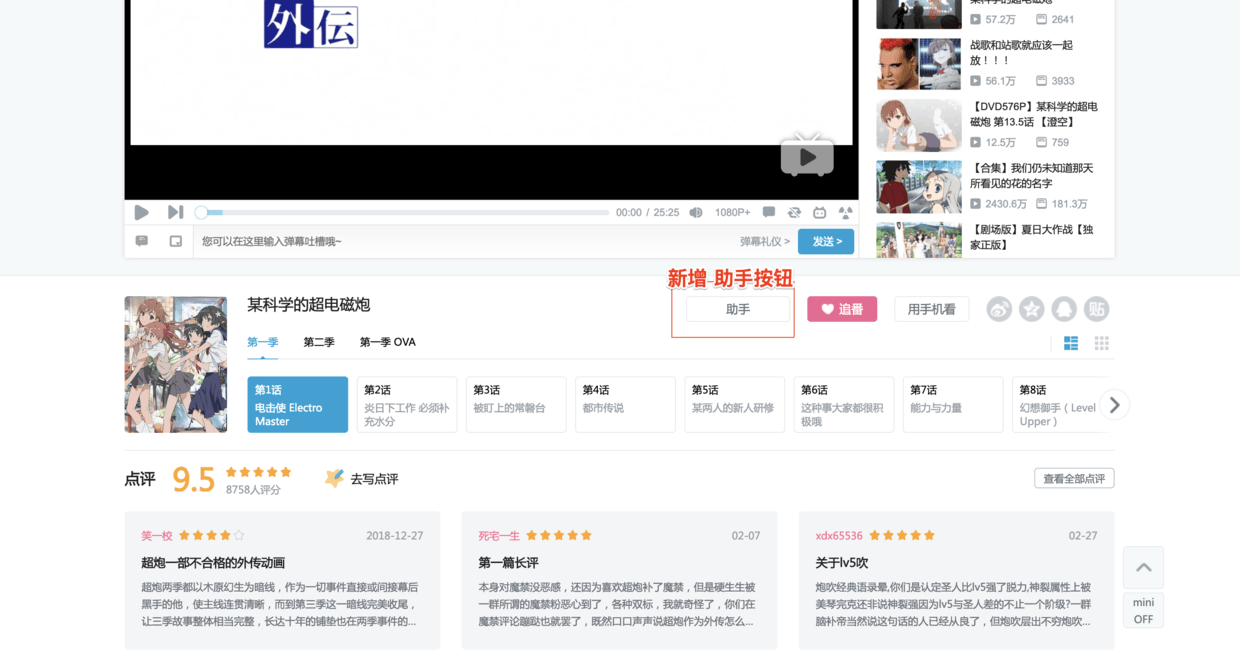 外伝
某科学的超电磁炮
57.2万 2641
战歌和站歌就应该一起
放！！！
56.1万 3933
【DVD576P】某科学的超电
磁炮 第13.5话 【澄空】
12.5万 759
【合集】我们仍未知道那天
所看见的花的名字
2430.6万 181.3万
【剧场版】夏日大作战【独
家正版】
00:00 / 25:25 1080P+
您可以在这里输入弹幕吐槽哦~ 弹幕礼仪 > 发送 >
新增 助手按钮
某科学的超电磁炮 助手 追番 用手机看 贴
第一季 第二季 第一季 OVA
第1话
电击使 Electro
Master
第2话
炎日下工作 必须补
充水分
第3话
被盯上的常磐台
第4话
都市传说
第5话
某两人的新人研修
第6话
这种事大家都很积
极哦
第7话
能力与力量
第8话
幻想御手（Level
Upper）
点评 9.5 8758人评分 去写点评 查看全部点评
笑一校 2018-12-27
超炮一部不合格的外传动画
超炮两季都以木原幻生为暗线，作为一切事件直接或间接幕后
黑手的他，使主线连贯清晰，而到第三季这一暗线完美收尾，
让三季故事整体相当完整，长达十年的铺垫也在两季事件的...
死宅一生 02-07
第一篇长评
本身对魔禁没恶感，还因为喜欢超炮补了魔禁，但是硬生生被
一群所谓的魔禁粉恶心到了，各种双标，我就奇怪了，你们在
魔禁评论蹦跶也就罢了，既然口口声声说超炮作为外传怎么...
xdx65536 02-27
关于lv5吹
炮吹经典语录量,你们是认定圣人比lv5强了脱力,神裂属性上被
美琴完克还非说神裂强因为lv5与圣人差的不止一个阶级?一群
脑补帝当然说这句话的人已经从良了，但炮吹层出不穷炮吹...
mini
OFF